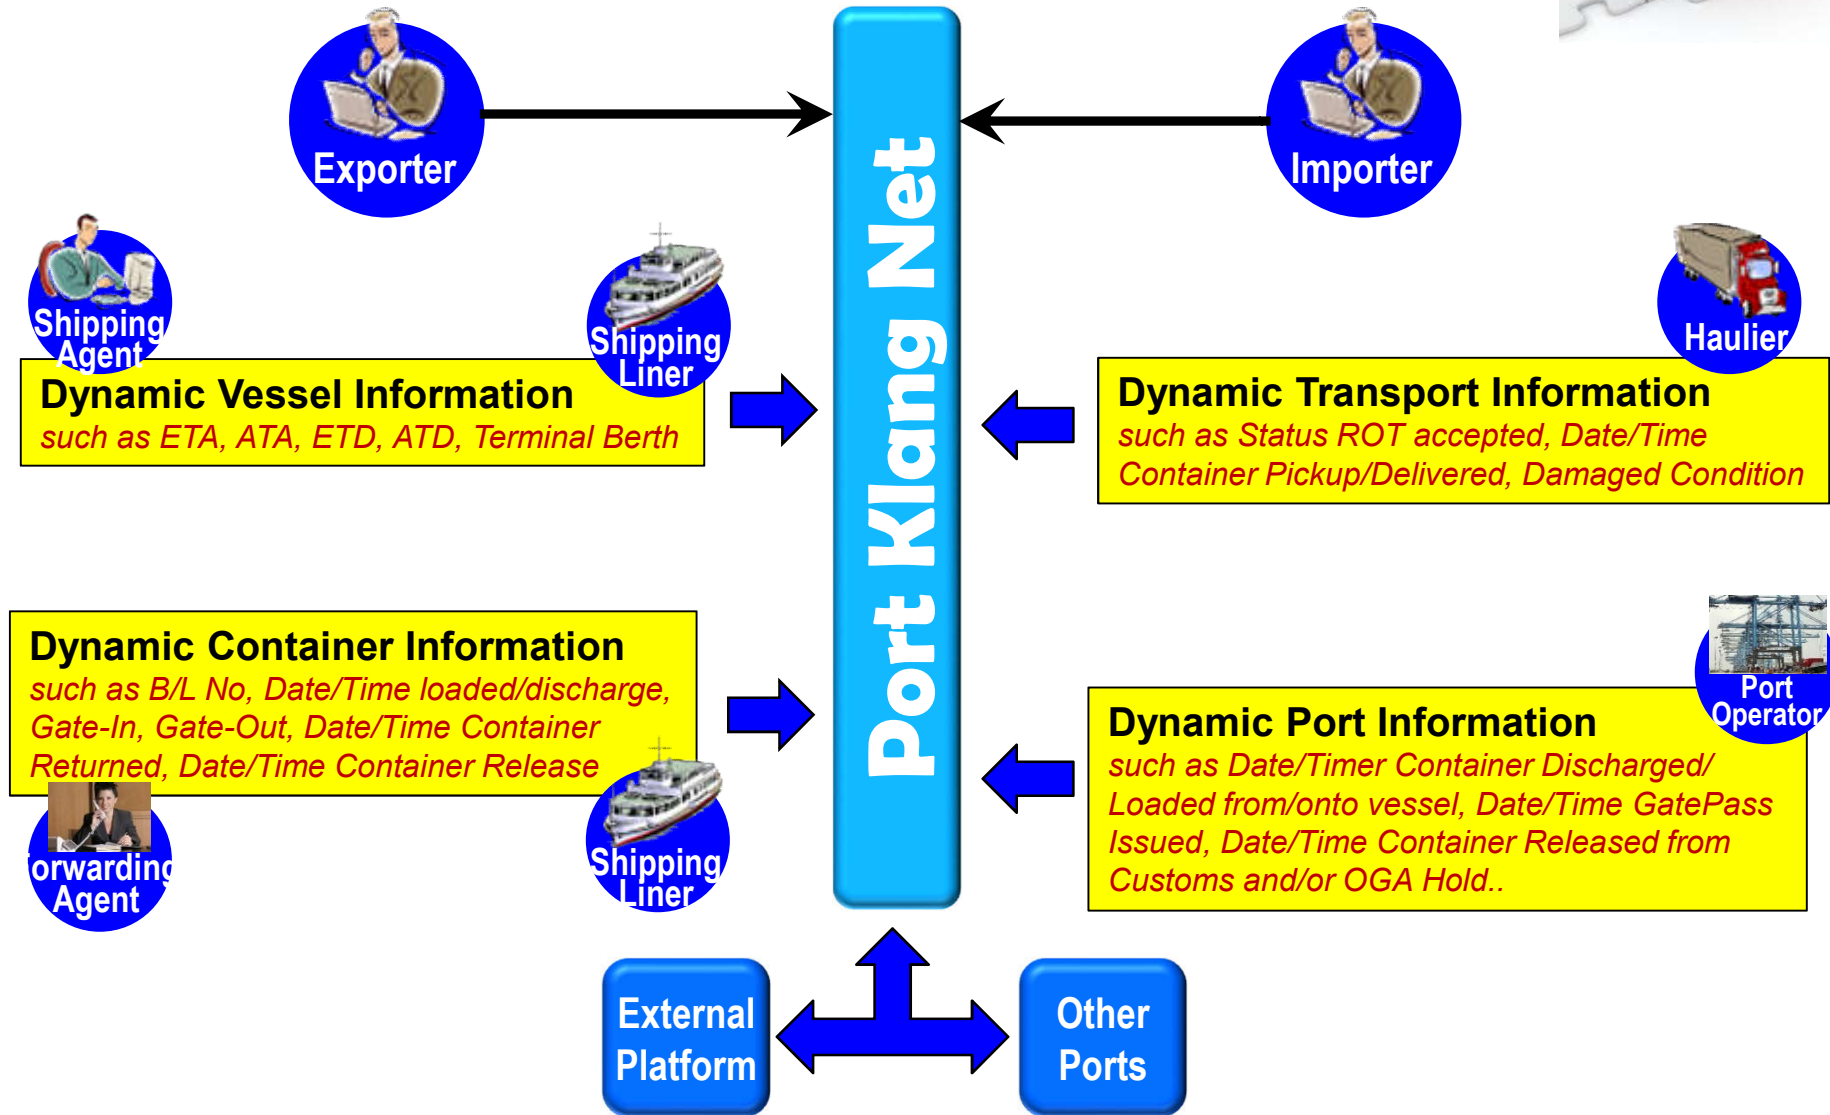 Exporter
Importer
Port Klang Net
Shipping
Agent
Shipping
Liner
Haulier
Dynamic Vessel Information
such as ETA, ATA, ETD, ATD, Terminal Berth
Dynamic Transport Information
such as Status ROT accepted, Date/Time
Container Pickup/Delivered, Damaged Condition
Dynamic Container Information
such as B/L No, Date/Time loaded/discharge,
Gate-In, Gate-Out, Date/Time Container
Returned, Date/Time Container Release
orwarding
Agent
Shipping
Liner
Port
Operator
Dynamic Port Information
such as Date/Timer Container Discharged/
Loaded from/onto vessel, Date/Time GatePass
Issued, Date/Time Container Released from
Customs and/or OGA Hold..
External
Platform
Other
Ports